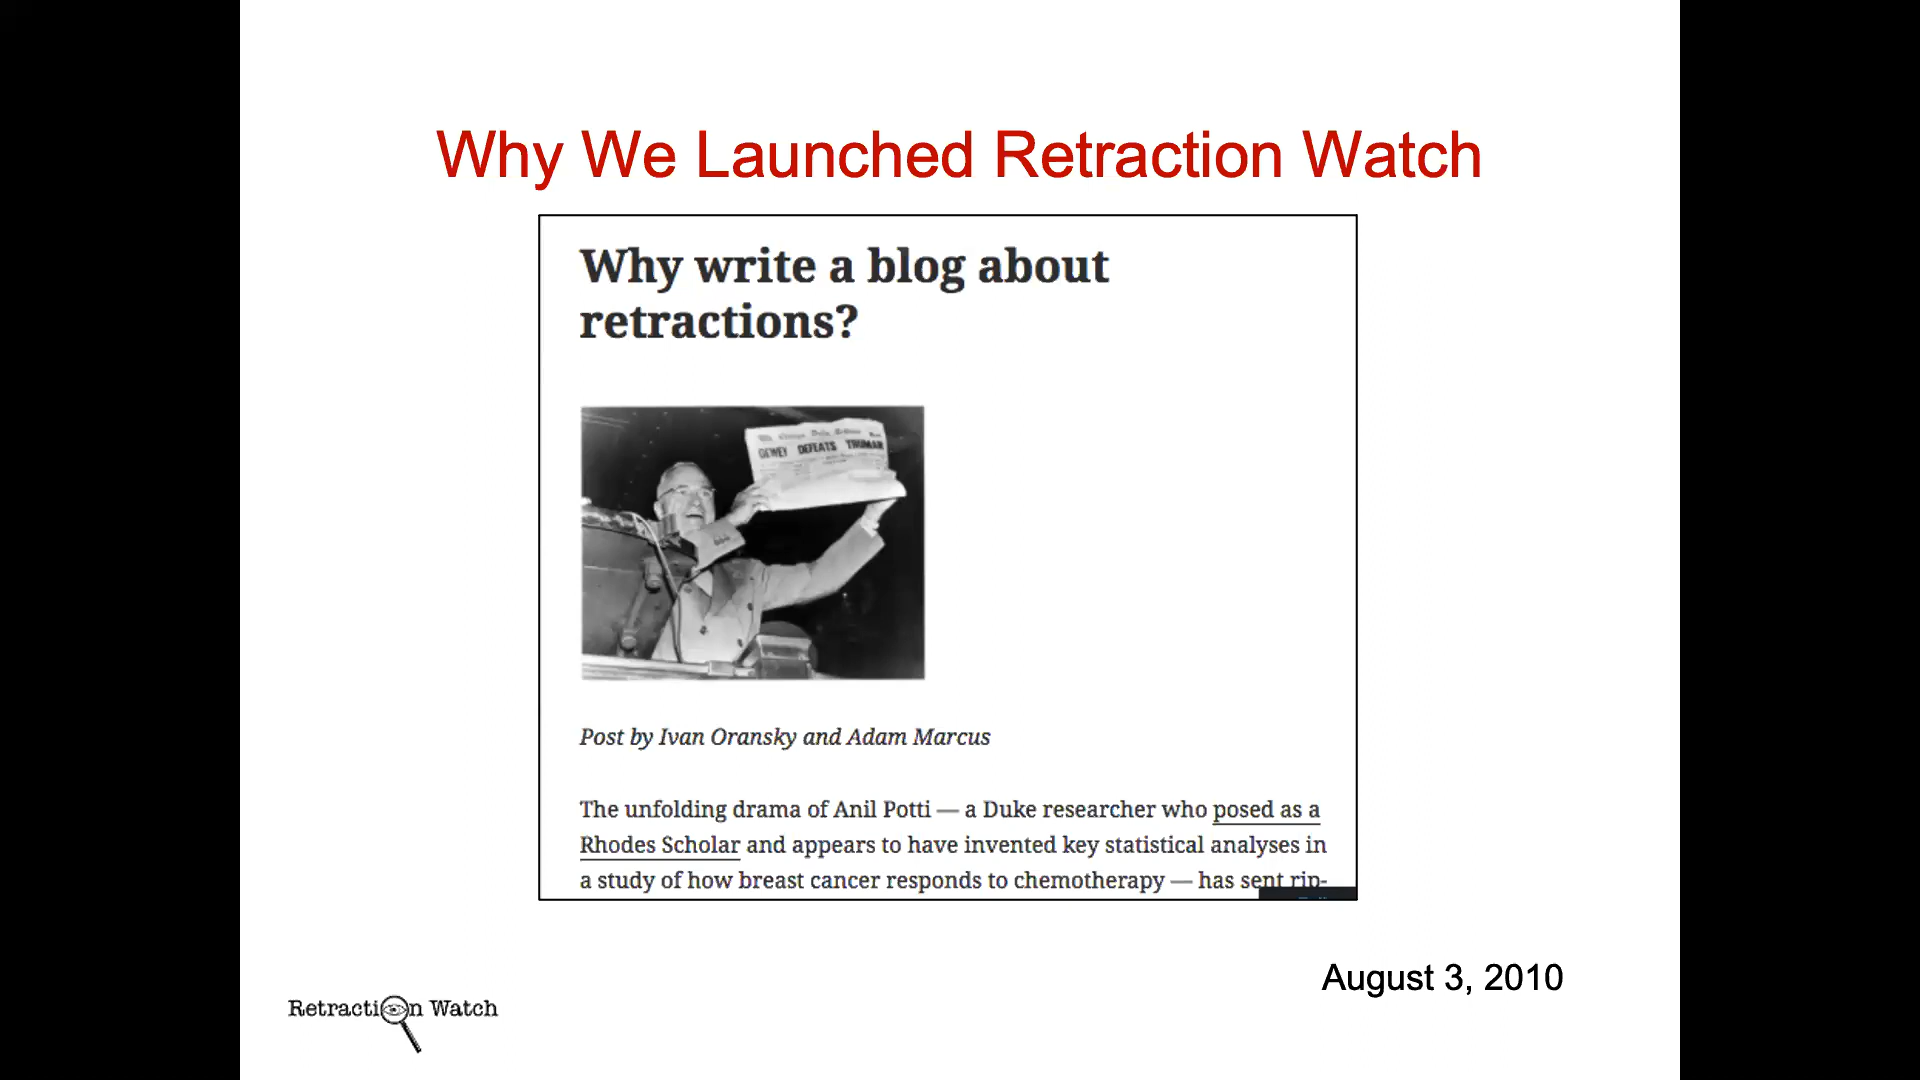 Why We Launched Retraction Watch
Why write a blog about
retractions?
DEWEY DEFEATS TRUMAN
Post by Ivan Oransky and Adam Marcus
The unfolding drama of Anil Potti — a Duke researcher who posed as a
Rhodes Scholar and appears to have invented key statistical analyses in
a study of how breast cancer responds to chemotherapy — has sent rip-
August 3, 2010
Retraction Watch